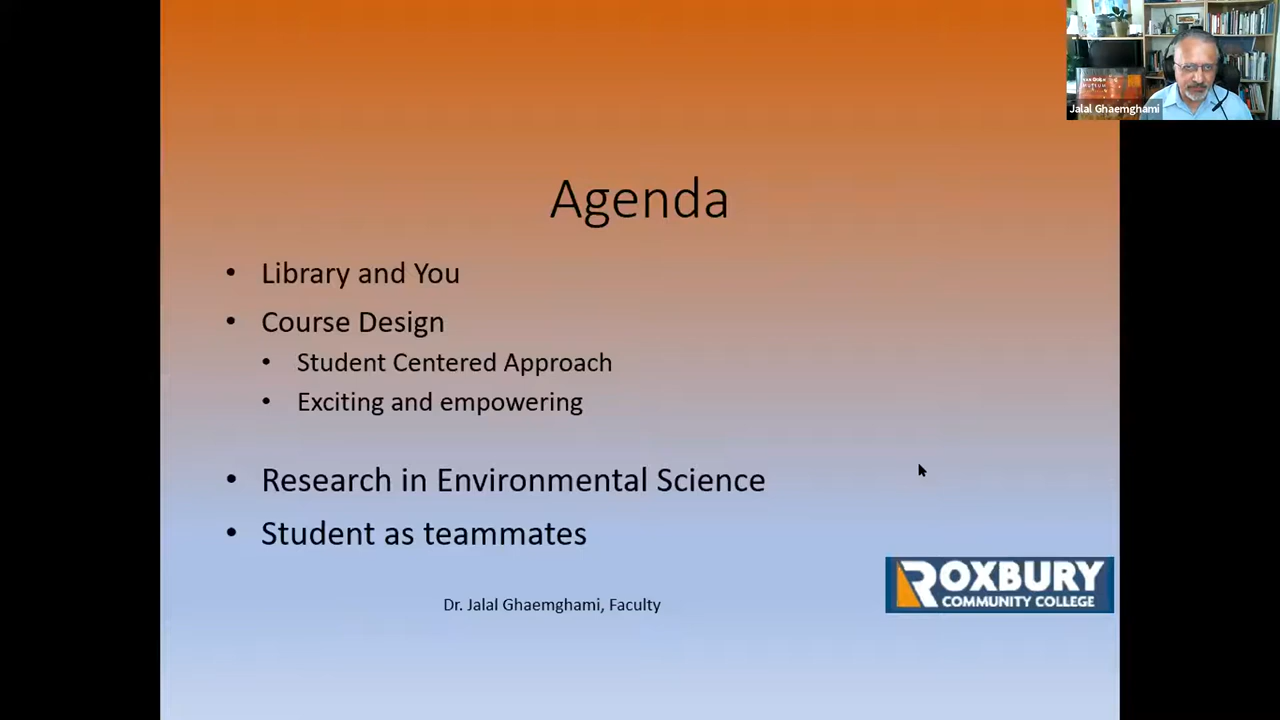 Agenda
• Library and You
• Course Design
• Student Centered Approach
• Exciting and empowering
• Research in Environmental Science
• Student as teammates
Dr. Jalal Ghaemghami, Faculty
ROXBURY
COMMUNITY COLLEGE
Jalal Ghaemghami